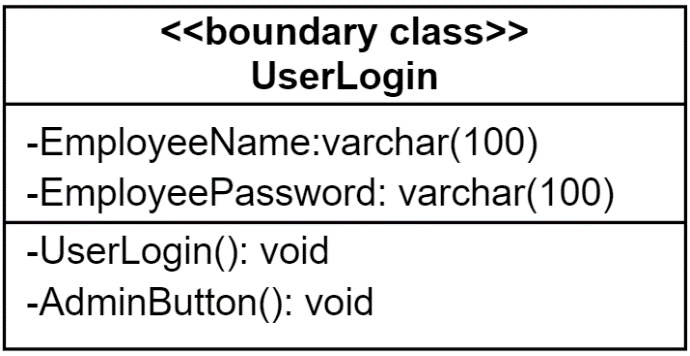 <<boundary class>>
UserLogin
-EmployeeName:varchar(100)
-EmployeePassword: varchar(100)
-UserLogin(): void
-AdminButton(): void